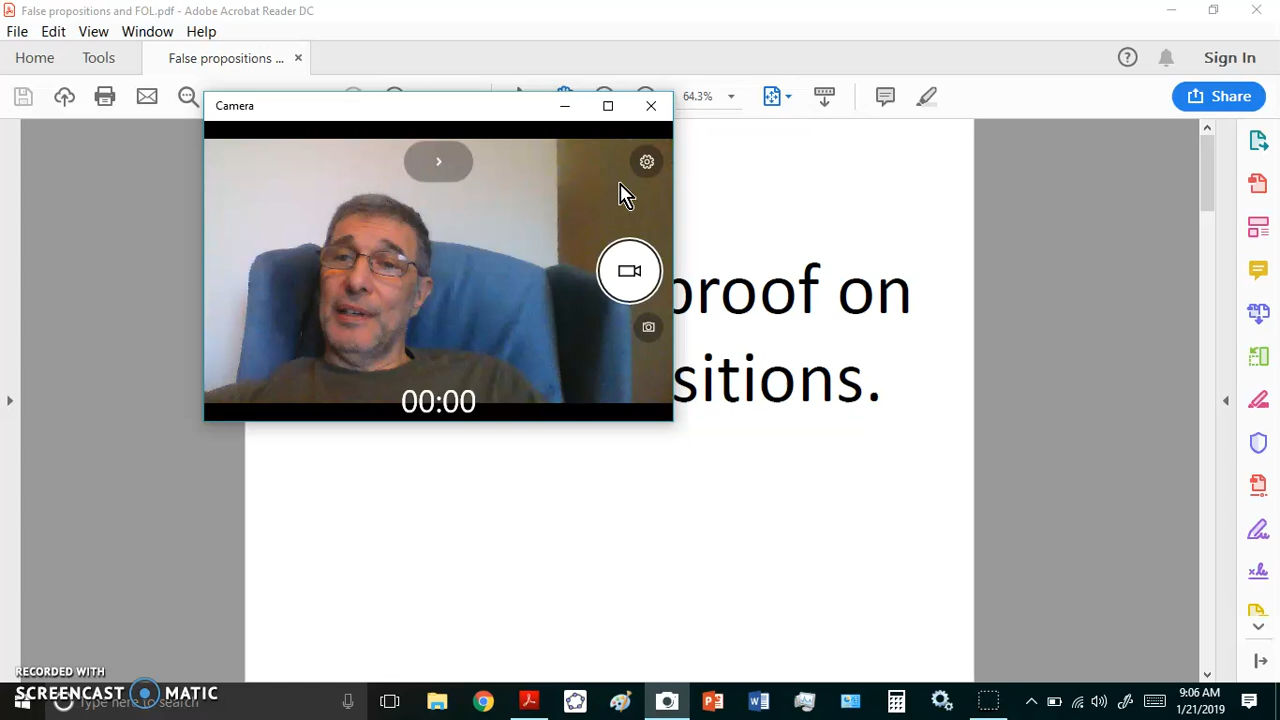 False propositions and FOL.pdf - Adobe Acrobat Reader DC
File Edit View Window Help
Home Tools False propositions ... Sign In
64.3% Share
Camera
proof on
sitions.
00:00
RECORDED WITH
SCREENCAST MATIC
Type here to search
9:06 AM
1/21/2019